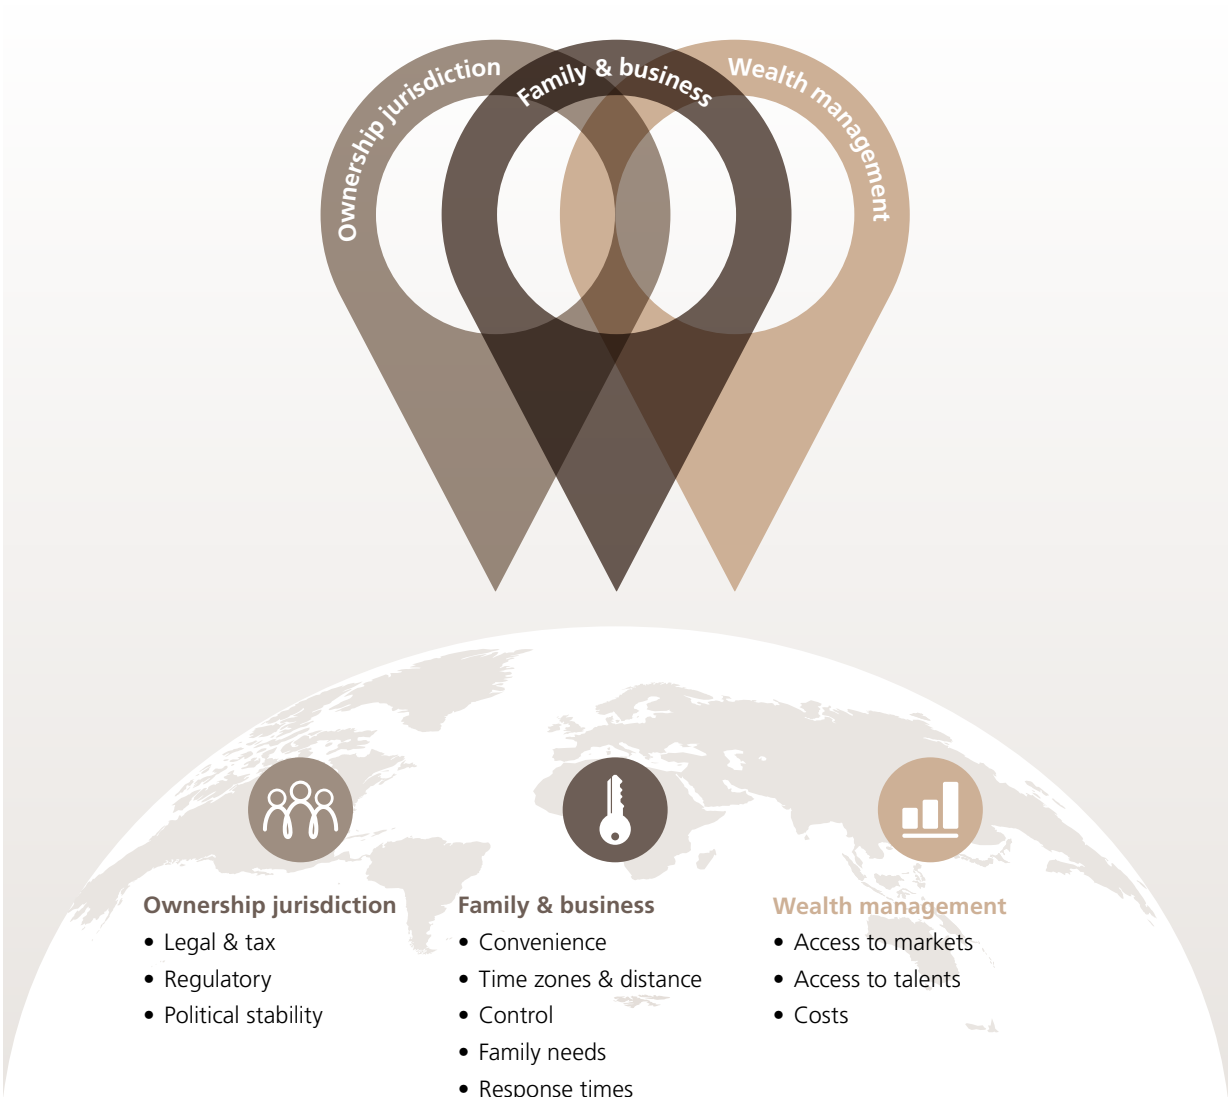 Ownership jurisdiction
Family & business
Wealth management
Ownership jurisdiction
• Legal & tax
• Regulatory
• Political stability
Family & business
• Convenience
• Time zones & distance
• Control
• Family needs
• Response times
Wealth management
• Access to markets
• Access to talents
• Costs